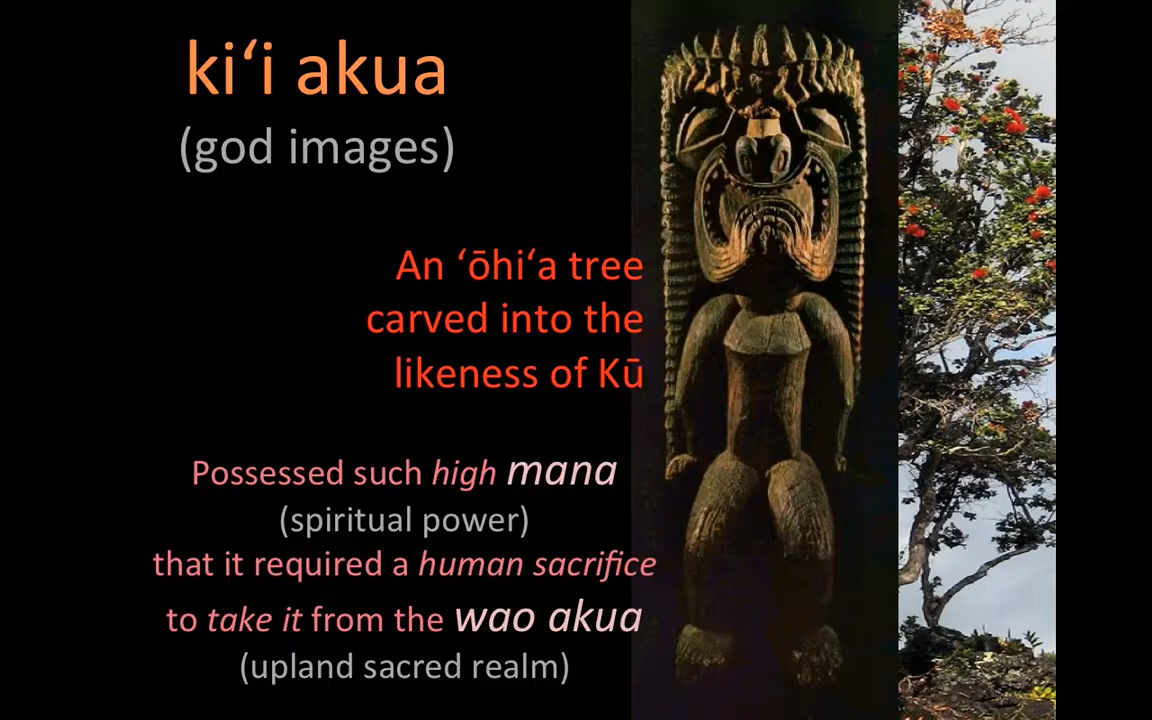 ki‘i akua
(god images)
An ‘ōhi‘a tree
carved into the
likeness of Kū
Possessed such high mana
(spiritual power)
that it required a human sacrifice
to take it from the wao akua
(upland sacred realm)